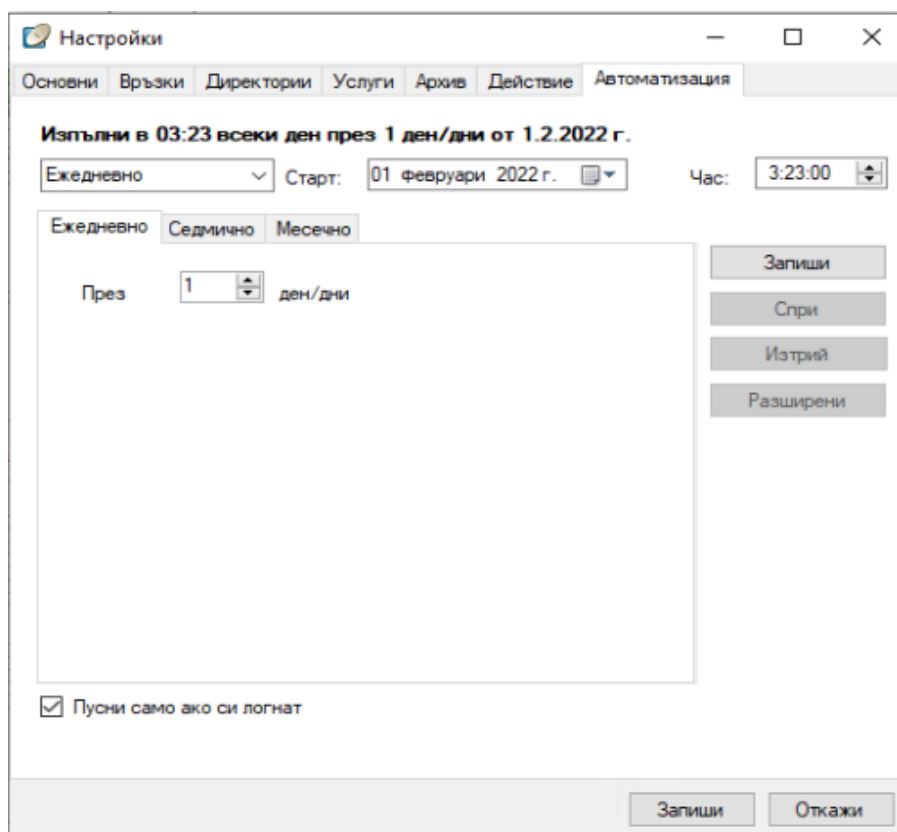 Настройки
Основни Връзки Директории Услуги Архив Действие Автоматизация
Изпълни в 03:23 всеки ден през 1 ден/дни от 1.2.2022 г.
Ежедневно Старт: 01 февруари 2022 г. Час: 3:23:00
Ежедневно Седмично Месечно
През 1 ден/дни
Запиши
Спри
Изтрий
Разширени
Пусни само ако си логнат
Запиши Откажи